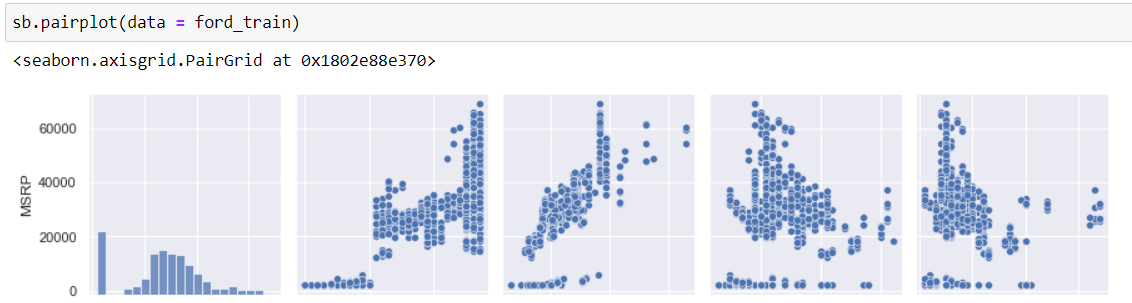 sb.pairplot(data = ford_train)
<seaborn.axisgrid.PairGrid at 0x1802e88e370>
60000
40000
MSRP
20000
0